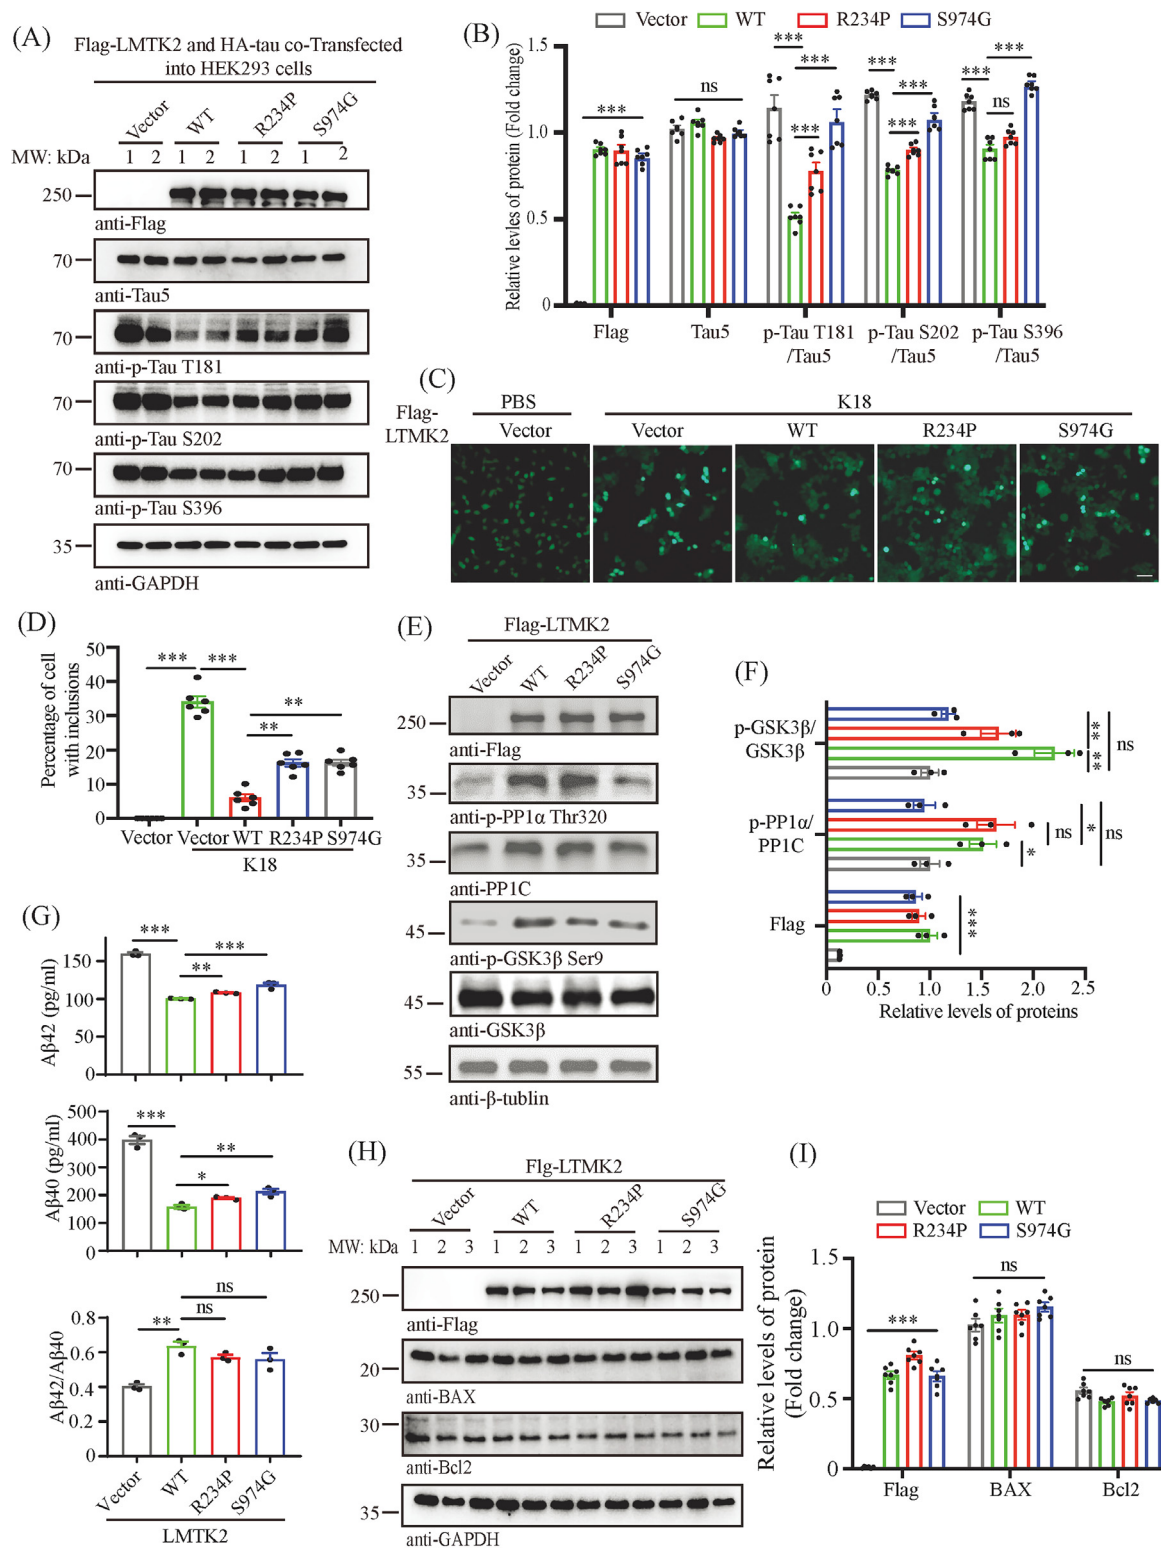 (A)
Flag-LMTK2 and HA-tau co-Transfected
into HEK293 cells
Vector WT R234P S974G
MW: kDa 1 2 1 2 1 2 1 2
250
anti-Flag
70
anti-Tau5
70
anti-p-Tau T181
70
anti-p-Tau S202
70
anti-p-Tau S396
35
anti-GAPDH
(B)
Vector WT R234P S974G
Relative levles of protein (Fold change)
1.5
1.0
0.5
0
*** ns *** *** *** *** *** *** *** *** ns
Flag Tau5 p-Tau T181 p-Tau S202 p-Tau S396
/Tau5 /Tau5 /Tau5
(C)
PBS K18
Flag-
LTMK2
Vector Vector WT R234P S974G
(D)
Percentage of cell
with inclusions
50
40
30
20
10
0
*** *** ** **
Vector Vector WT R234P S974G
K18
(E)
Flag-LTMK2
Vector WT R234P S974G
250
anti-Flag
35
anti-p-PP1α Thr320
35
anti-PP1C
45
anti-p-GSK3β Ser9
45
anti-GSK3β
55
anti-β-tublin
(F)
p-GSK3β/
GSK3β
*** ** ns
p-PP1α/
PP1C
* ns * ns
Flag
***
0 0.5 1.0 1.5 2.0 2.5
Relative levels of proteins
(G)
Aβ42 (pg/ml)
150
100
50
0
*** ** ***
Aβ40 (pg/ml)
500
400
300
200
100
0
*** * **
Aβ42/Aβ40
0.8
0.6
0.4
0.2
0
** ns ns
Vector WT R234P S974G
LMTK2
(H)
Flg-LTMK2
Vector WT R234P S974G
MW: kDa 1 2 3 1 2 3 1 2 3 1 2 3
250
anti-Flag
20
anti-BAX
30
anti-Bcl2
35
anti-GAPDH
(I)
Vector WT
R234P S974G
Relative levels of protein
(Fold change)
1.5
1.0
0.5
0
*** ns ns
Flag BAX Bcl2